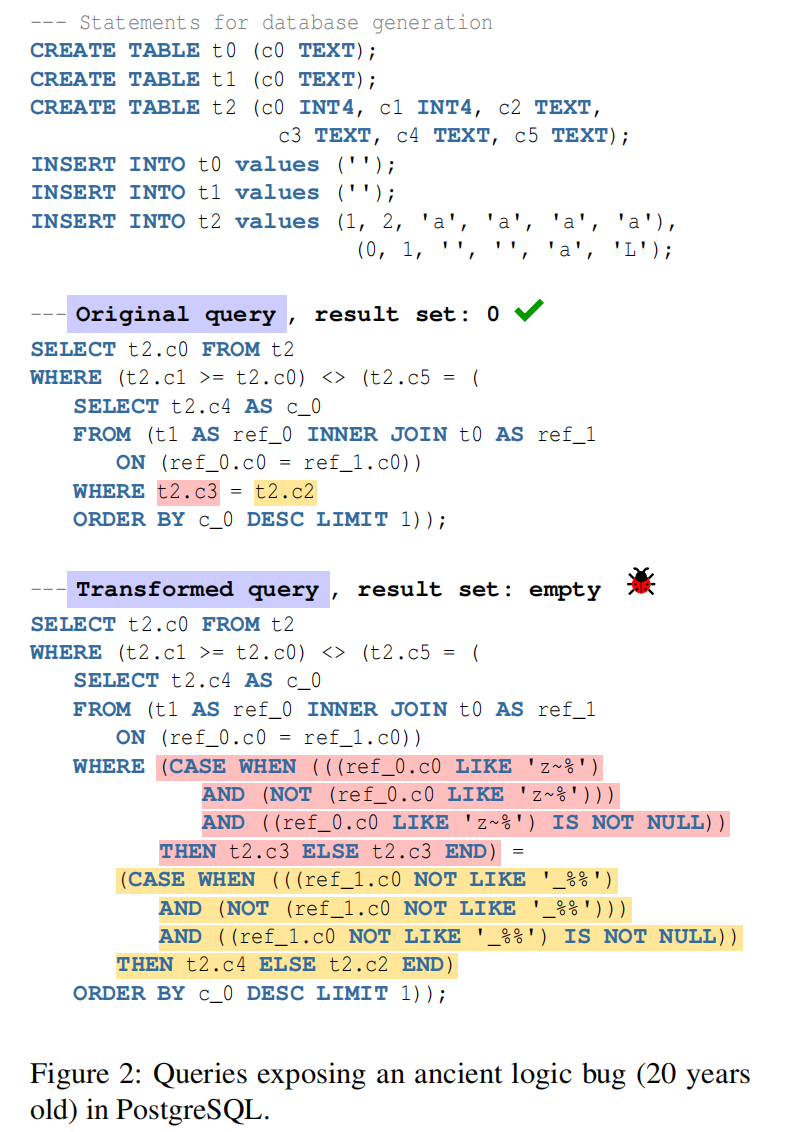 --- Statements for database generation
CREATE TABLE t0 (c0 TEXT);
CREATE TABLE t1 (c0 TEXT);
CREATE TABLE t2 (c0 INT4, c1 INT4, c2 TEXT,
c3 TEXT, c4 TEXT, c5 TEXT);
INSERT INTO t0 values ('');
INSERT INTO t1 values ('');
INSERT INTO t2 values (1, 2, 'a', 'a', 'a', 'a'),
(0, 1, '', '', 'a', 'L');
--- Original query, result set: 0 ✔
SELECT t2.c0 FROM t2
WHERE (t2.c1 >= t2.c0) <> (t2.c5 = (
SELECT t2.c4 AS c_0
FROM (t1 AS ref_0 INNER JOIN t0 AS ref_1
ON (ref_0.c0 = ref_1.c0))
WHERE t2.c3 = t2.c2
ORDER BY c_0 DESC LIMIT 1));
--- Transformed query, result set: empty
SELECT t2.c0 FROM t2
WHERE (t2.c1 >= t2.c0) <> (t2.c5 = (
SELECT t2.c4 AS c_0
FROM (t1 AS ref_0 INNER JOIN t0 AS ref_1
ON (ref_0.c0 = ref_1.c0))
WHERE (CASE WHEN (((ref_0.c0 LIKE 'z~%')
AND (NOT (ref_0.c0 LIKE 'z~%')))
AND ((ref_0.c0 LIKE 'z~%') IS NOT NULL))
THEN t2.c3 ELSE t2.c3 END) =
(CASE WHEN (((ref_1.c0 NOT LIKE '_%%')
AND (NOT (ref_1.c0 NOT LIKE '_%%')))
AND ((ref_1.c0 NOT LIKE '_%%') IS NOT NULL))
THEN t2.c4 ELSE t2.c2 END)
ORDER BY c_0 DESC LIMIT 1));
Figure 2: Queries exposing an ancient logic bug (20 years
old) in PostgreSQL.